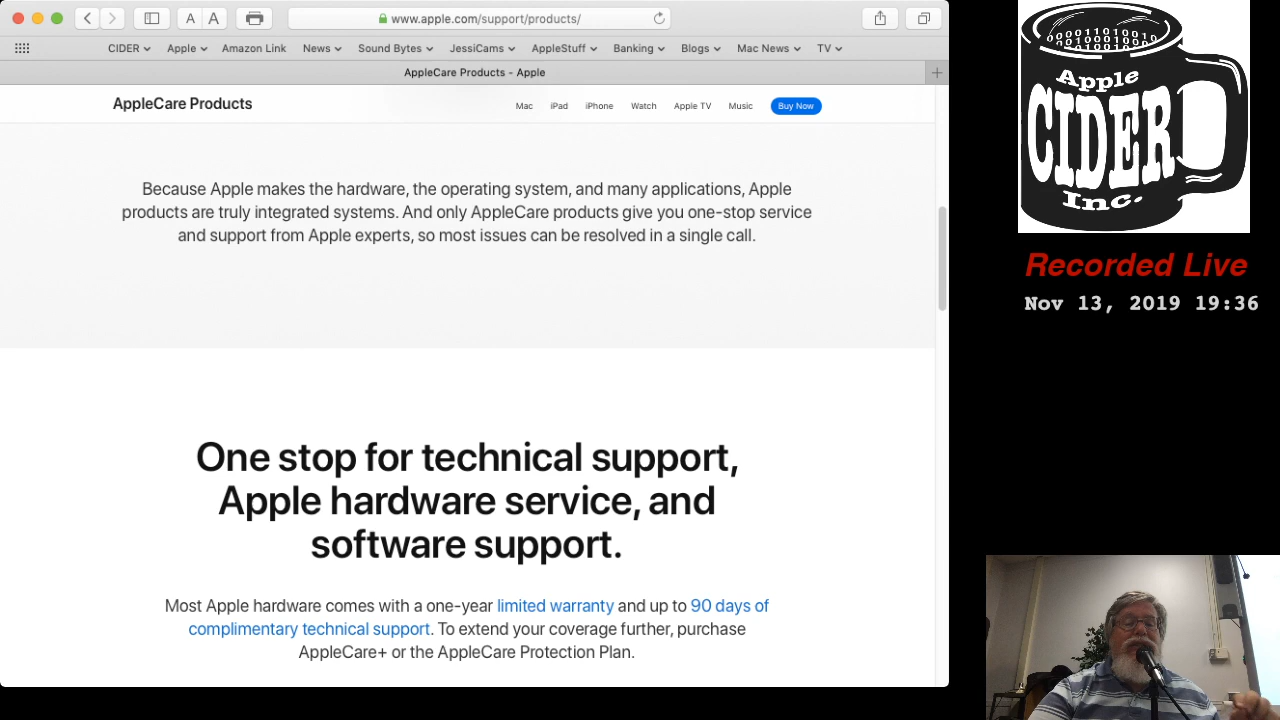 www.apple.com/support/products/
A A
CIDER Apple Amazon Link News Sound Bytes JessiCams AppleStuff Banking Blogs Mac News TV
AppleCare Products - Apple
AppleCare Products
Mac iPad iPhone Watch Apple TV Music Buy Now
Because Apple makes the hardware, the operating system, and many applications, Apple
products are truly integrated systems. And only AppleCare products give you one-stop service
and support from Apple experts, so most issues can be resolved in a single call.
One stop for technical support,
Apple hardware service, and
software support.
Most Apple hardware comes with a one-year limited warranty and up to 90 days of
complimentary technical support. To extend your coverage further, purchase
AppleCare+ or the AppleCare Protection Plan.
Apple
CIDER
Inc.
Recorded Live
Nov 13, 2019 19:36